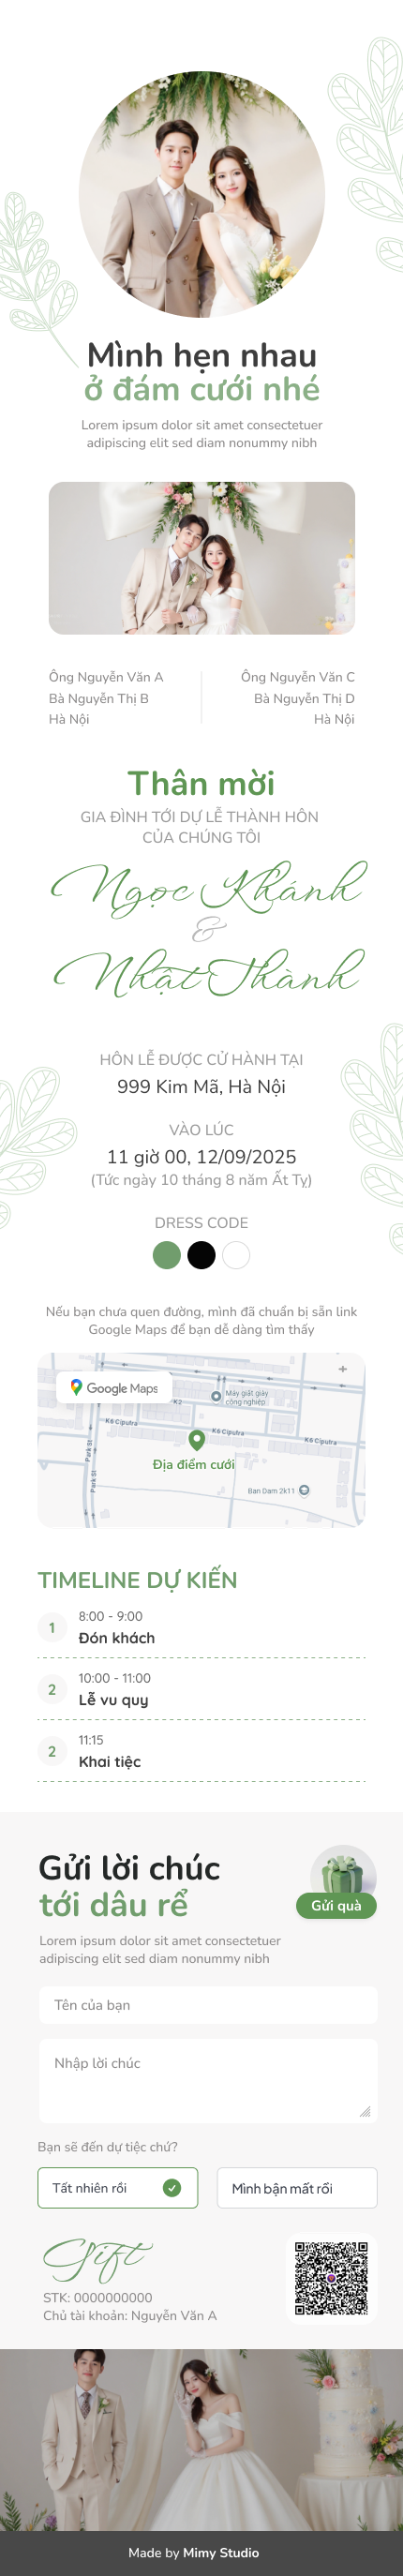 Mình hẹn nhau
ở đám cưới nhé
Lorem ipsum dolor sit amet consectetuer
adipiscing elit sed diam nonummy nibh
Ông Nguyễn Văn A
Bà Nguyễn Thị B
Hà Nội
Ông Nguyễn Văn C
Bà Nguyễn Thị D
Hà Nội
Thân mời
GIA ĐÌNH TỚI DỰ LỄ THÀNH HÔN
CỦA CHÚNG TÔI
Ngọc Khánh
&
Nhật Thành
HÔN LỄ ĐƯỢC CỬ HÀNH TẠI
999 Kim Mã, Hà Nội
VÀO LÚC
11 giờ 00, 12/09/2025
(Tức ngày 10 tháng 8 năm Ất Tỵ)
DRESS CODE
Nếu bạn chưa quen đường, mình đã chuẩn bị sẵn link
Google Maps để bạn dễ dàng tìm thấy
Google Maps
Máy giặt giày
công nghiệp
K2
K6 Ciputra
K6 Ciputra
K6 Ciputra
Park St
Park St
Địa điểm cưới
Ban Dam 2k11
TIMELINE DỰ KIẾN
1
8:00 - 9:00
Đón khách
2
10:00 - 11:00
Lễ vu quy
2
11:15
Khai tiệc
Gửi lời chúc
tới dâu rể
Gửi quà
Lorem ipsum dolor sit amet consectetuer
adipiscing elit sed diam nonummy nibh
Tên của bạn
Nhập lời chúc
Bạn sẽ đến dự tiệc chứ?
Tất nhiên rồi
Mình bận mất rồi
Gift
STK: 0000000000
Chủ tài khoản: Nguyễn Văn A
Made by Mimy Studio